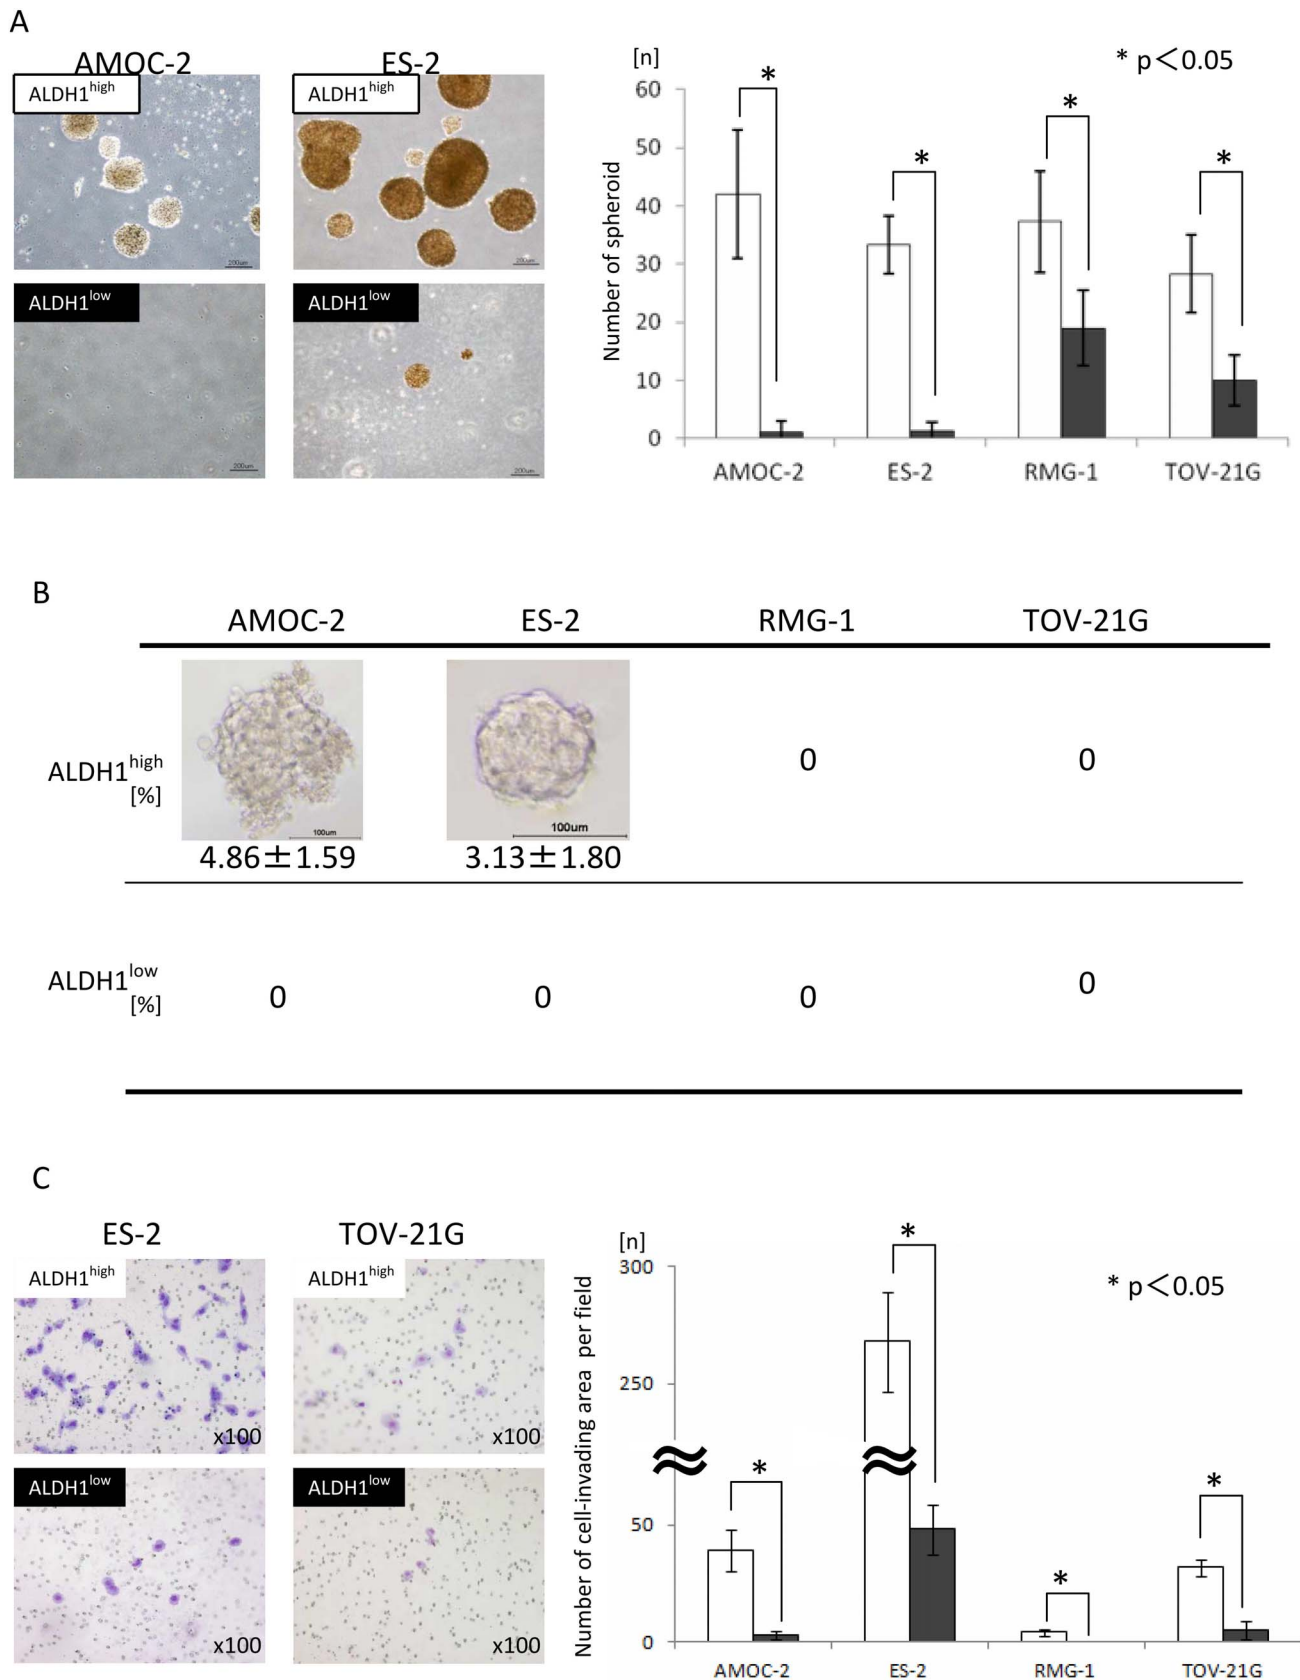 A
AMOC-2
ES-2
ALDH1high
ALDH1high
200um
200um
ALDH1low
ALDH1low
200um
200um
[n]
* p<0.05
Number of spheroid
60
50
40
30
20
10
0
*
*
*
*
AMOC-2
ES-2
RMG-1
TOV-21G
B
AMOC-2
ES-2
RMG-1
TOV-21G
ALDH1high
[%]
100um
4.86±1.59
100um
3.13±1.80
0
0
ALDH1low
[%]
0
0
0
0
C
ES-2
TOV-21G
ALDH1high
x100
ALDH1high
x100
ALDH1low
x100
ALDH1low
x100
[n]
* p<0.05
Number of cell-invading area per field
300
250
50
0
*
*
*
*
AMOC-2
ES-2
RMG-1
TOV-21G